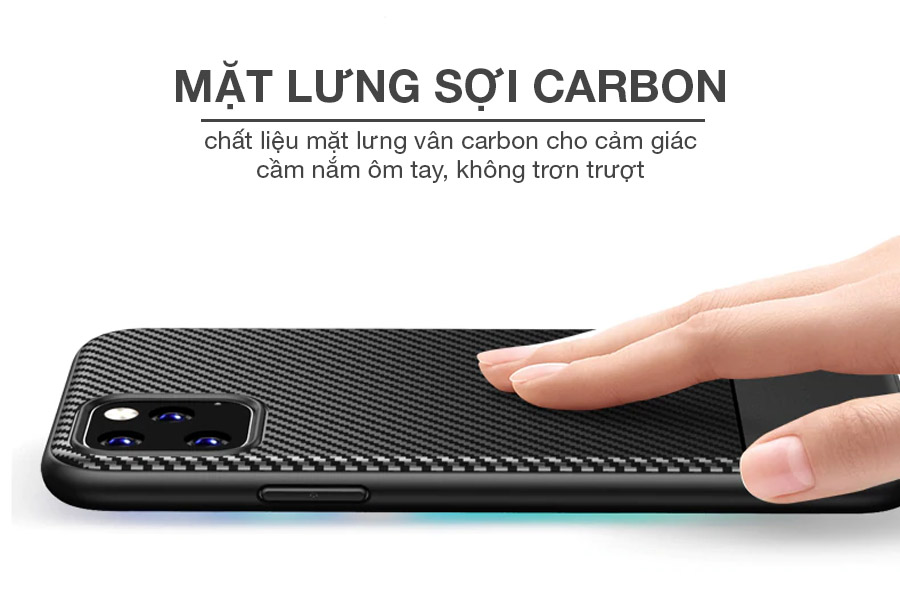 MẶT LƯNG SỢI CARBON
chất liệu mặt lưng vân carbon cho cảm giác
cầm nắm ôm tay, không trơn trượt